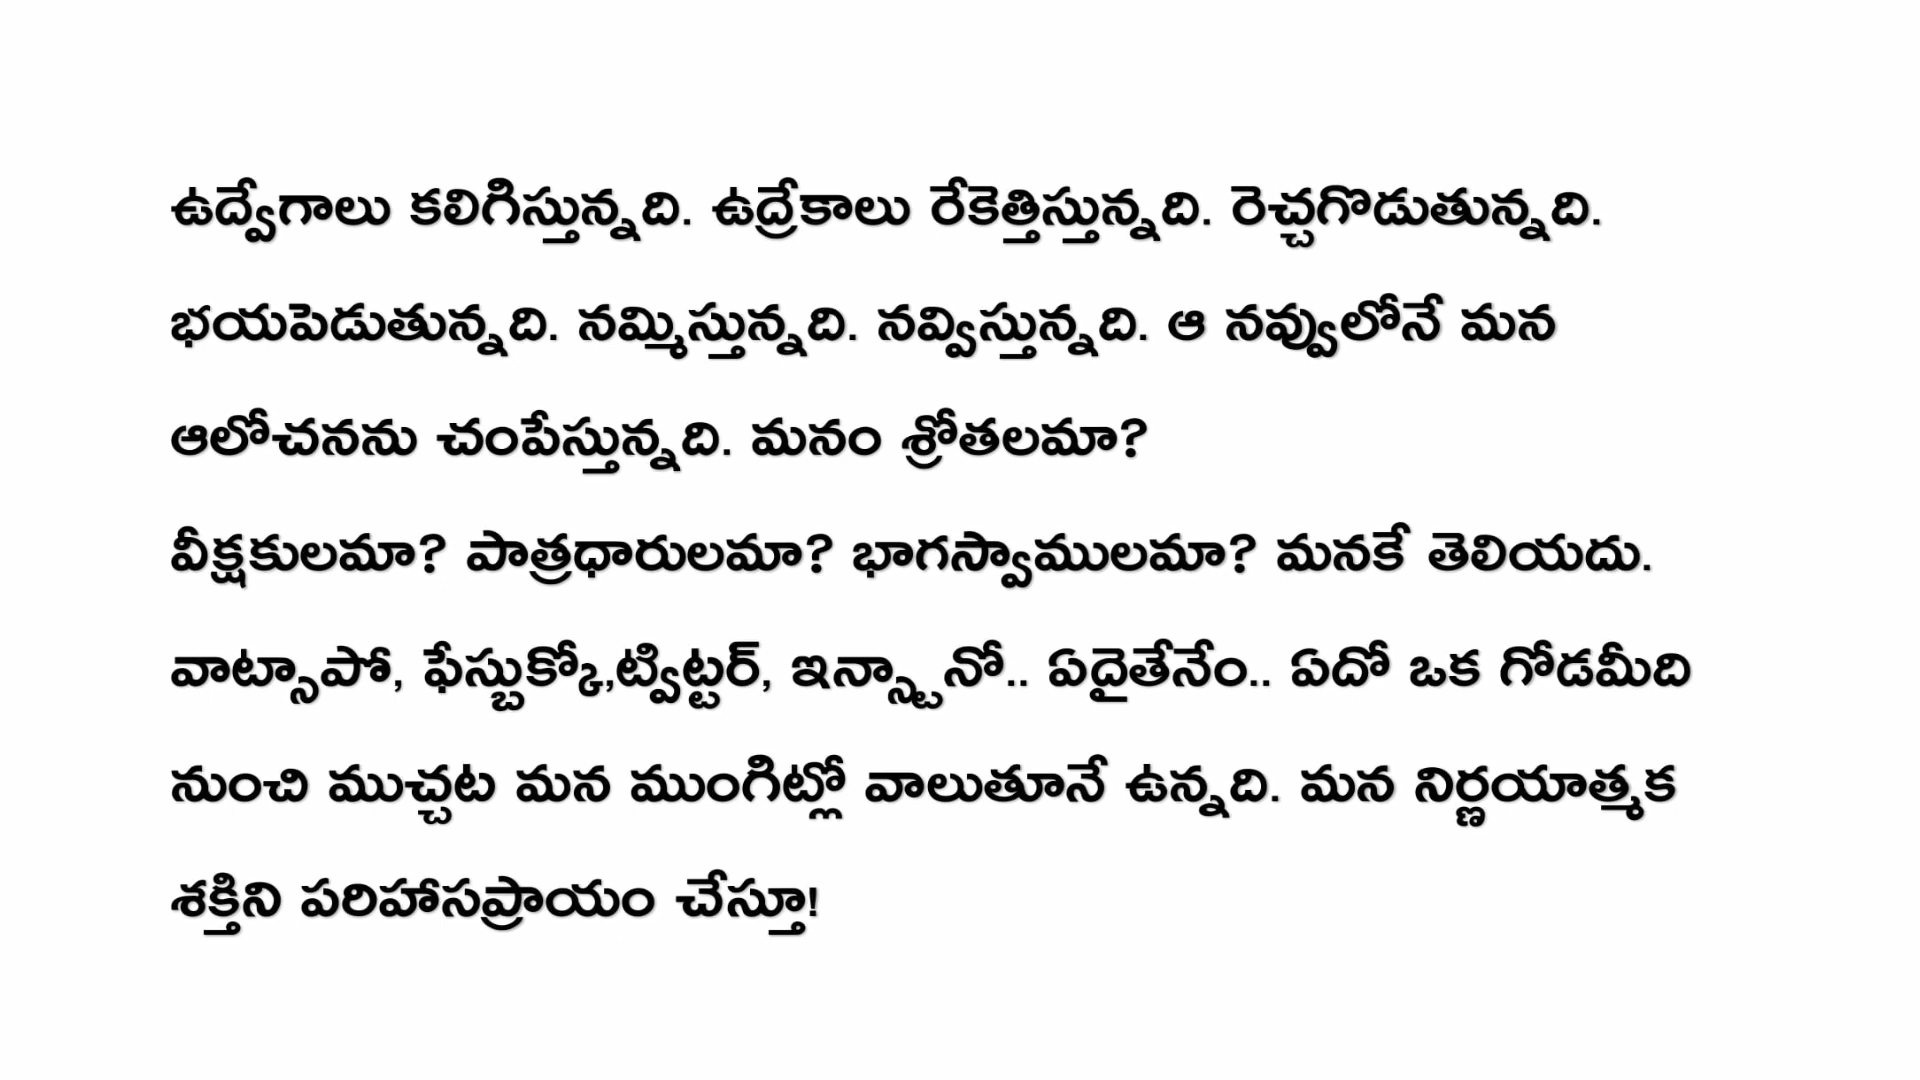 ఉద్వేగాలు కలిగిస్తున్నది. ఉద్రేకాలు రేకెత్తిస్తున్నది. రెచ్చగొడుతున్నది.
భయపెడుతున్నది. నమ్మిస్తున్నది. నవ్విస్తున్నది. ఆ నవ్వులోనే మన
ఆలోచనను చంపేస్తున్నది. మనం శ్రోతలమా?
వీక్షకులమా? పాత్రధారులమా? భాగస్వాములమా? మనకే తెలియదు.
వాట్సాపో, ఫేస్బుక్కో,ట్విట్టర్, ఇన్స్టానో.. ఏదైతేనేం.. ఏదో ఒక గోడమీది
నుంచి ముచ్చట మన ముంగిట్లో వాలుతూనే ఉన్నది. మన నిర్ణయాత్మక
శక్తిని పరిహాసప్రాయం చేస్తూ!